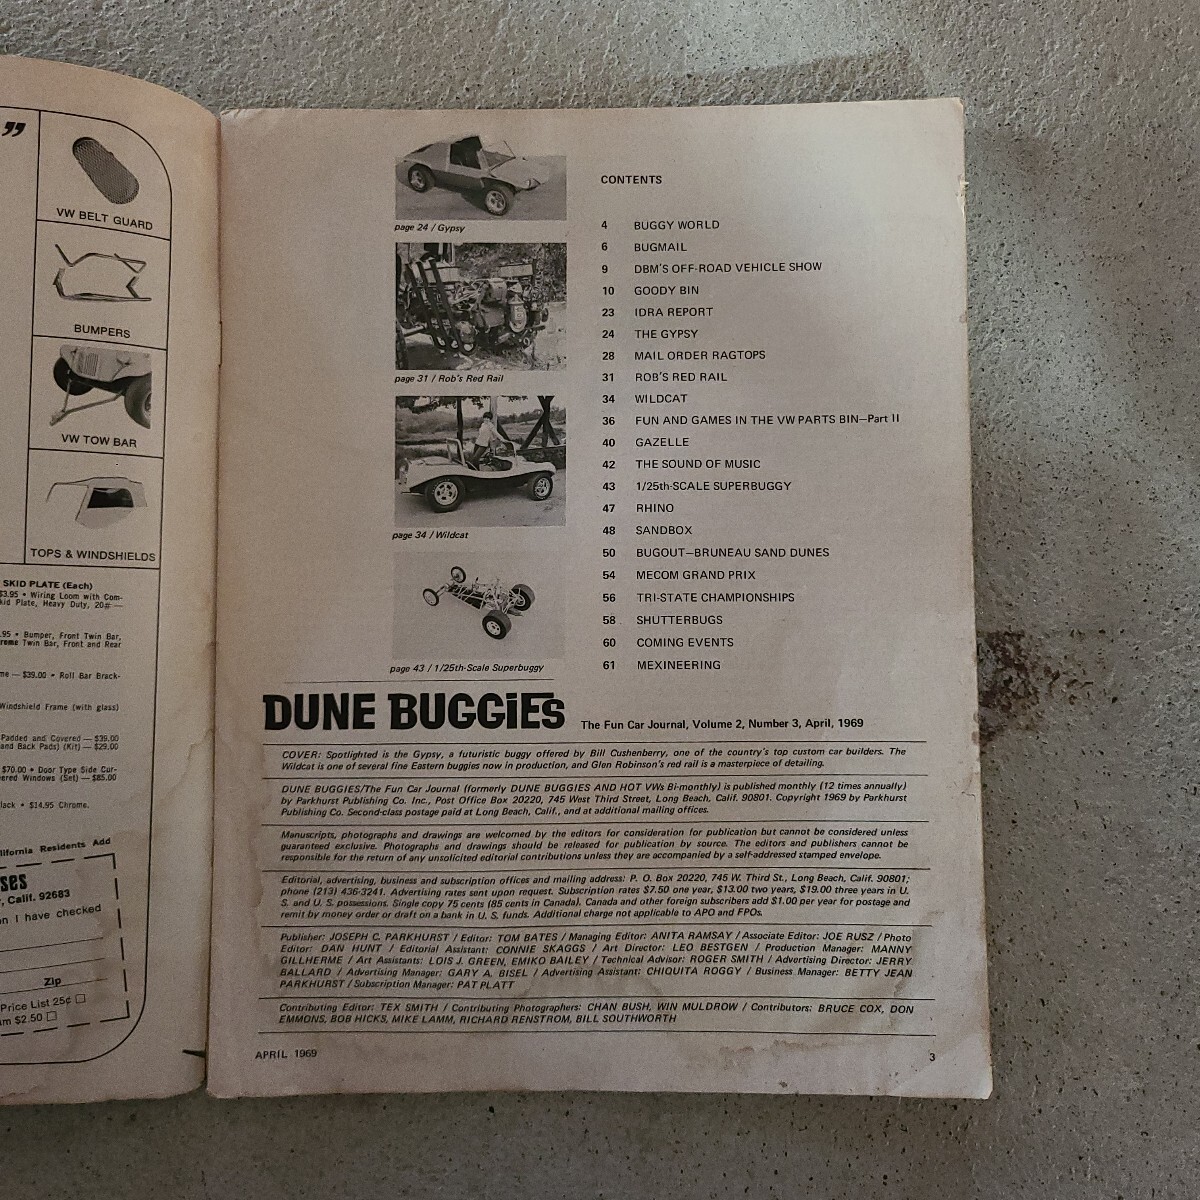 ”
VW BELT GUARD
BUMPERS
VW TOW BAR
TOPS & WINDSHIELDS
SKID PLATE (Each)
$3.95 • Wiring Loom with Com-
kid Plate, Heavy Duty, 20# —
.95 • Bumper, Front Twin Bar,
rome Twin Bar, Front and Rear
me — $39.00 • Roll Bar Brack-
Windshield Frame (with glass)
Padded and Covered — $39.00
and Back Pads) (Kit) — $29.00
$70.00 • Door Type Side Cur-
ered Windows (Set) — $85.00
lack • $14.95 Chrome.
lifornia Residents Add
ses
, Calif. 92683
n I have checked
Zip
Price List 25¢
m $2.50
page 24 / Gypsy
page 31 / Rob's Red Rail
page 34 / Wildcat
page 43 / 1/25th-Scale Superbuggy
CONTENTS
4 BUGGY WORLD
6 BUGMAIL
9 DBM'S OFF-ROAD VEHICLE SHOW
10 GOODY BIN
23 IDRA REPORT
24 THE GYPSY
28 MAIL ORDER RAGTOPS
31 ROB'S RED RAIL
34 WILDCAT
36 FUN AND GAMES IN THE VW PARTS BIN—Part II
40 GAZELLE
42 THE SOUND OF MUSIC
43 1/25th-SCALE SUPERBUGGY
47 RHINO
48 SANDBOX
50 BUGOUT—BRUNEAU SAND DUNES
54 MECOM GRAND PRIX
56 TRI-STATE CHAMPIONSHIPS
58 SHUTTERBUGS
60 COMING EVENTS
61 MEXINEERING
DUNE BUGGiES The Fun Car Journal, Volume 2, Number 3, April, 1969
COVER: Spotlighted is the Gypsy, a futuristic buggy offered by Bill Cushenberry, one of the country's top custom car builders. The
Wildcat is one of several fine Eastern buggies now in production, and Glen Robinson's red rail is a masterpiece of detailing.
DUNE BUGGIES/The Fun Car Journal (formerly DUNE BUGGIES AND HOT VWs Bi-monthly) is published monthly (12 times annually)
by Parkhurst Publishing Co. Inc., Post Office Box 20220, 745 West Third Street, Long Beach, Calif. 90801. Copyright 1969 by Parkhurst
Publishing Co. Second-class postage paid at Long Beach, Calif., and at additional mailing offices.
Manuscripts, photographs and drawings are welcomed by the editors for consideration for publication but cannot be considered unless
guaranteed exclusive. Photographs and drawings should be released for publication by source. The editors and publishers cannot be
responsible for the return of any unsolicited editorial contributions unless they are accompanied by a self-addressed stamped envelope.
Editorial, advertising, business and subscription offices and mailing address: P. O. Box 20220, 745 W. Third St., Long Beach, Calif. 90801;
phone (213) 436-3241. Advertising rates sent upon request. Subscription rates $7.50 one year, $13.00 two years, $19.00 three years in U.
S. and U. S. possessions. Single copy 75 cents (85 cents in Canada). Canada and other foreign subscribers add $1.00 per year for postage and
remit by money order or draft on a bank in U. S. funds. Additional charge not applicable to APO and FPOs.
Publisher: JOSEPH C. PARKHURST / Editor: TOM BATES / Managing Editor: ANITA RAMSAY / Associate Editor: JOE RUSZ / Photo
Editor: DAN HUNT / Editorial Assistant: CONNIE SKAGGS / Art Director: LEO BESTGEN / Production Manager: MANNY
GILLHERME / Art Assistants: LOIS J. GREEN, EMIKO BAILEY / Technical Advisor: ROGER SMITH / Advertising Director: JERRY
BALLARD / Advertising Manager: GARY A. BISEL / Advertising Assistant: CHIQUITA ROGGY / Business Manager: BETTY JEAN
PARKHURST / Subscription Manager: PAT PLATT
Contributing Editor: TEX SMITH / Contributing Photographers: CHAN BUSH, WIN MULDROW / Contributors: BRUCE COX, DON
EMMONS, BOB HICKS, MIKE LAMM, RICHARD RENSTROM, BILL SOUTHWORTH
APRIL 1969
3